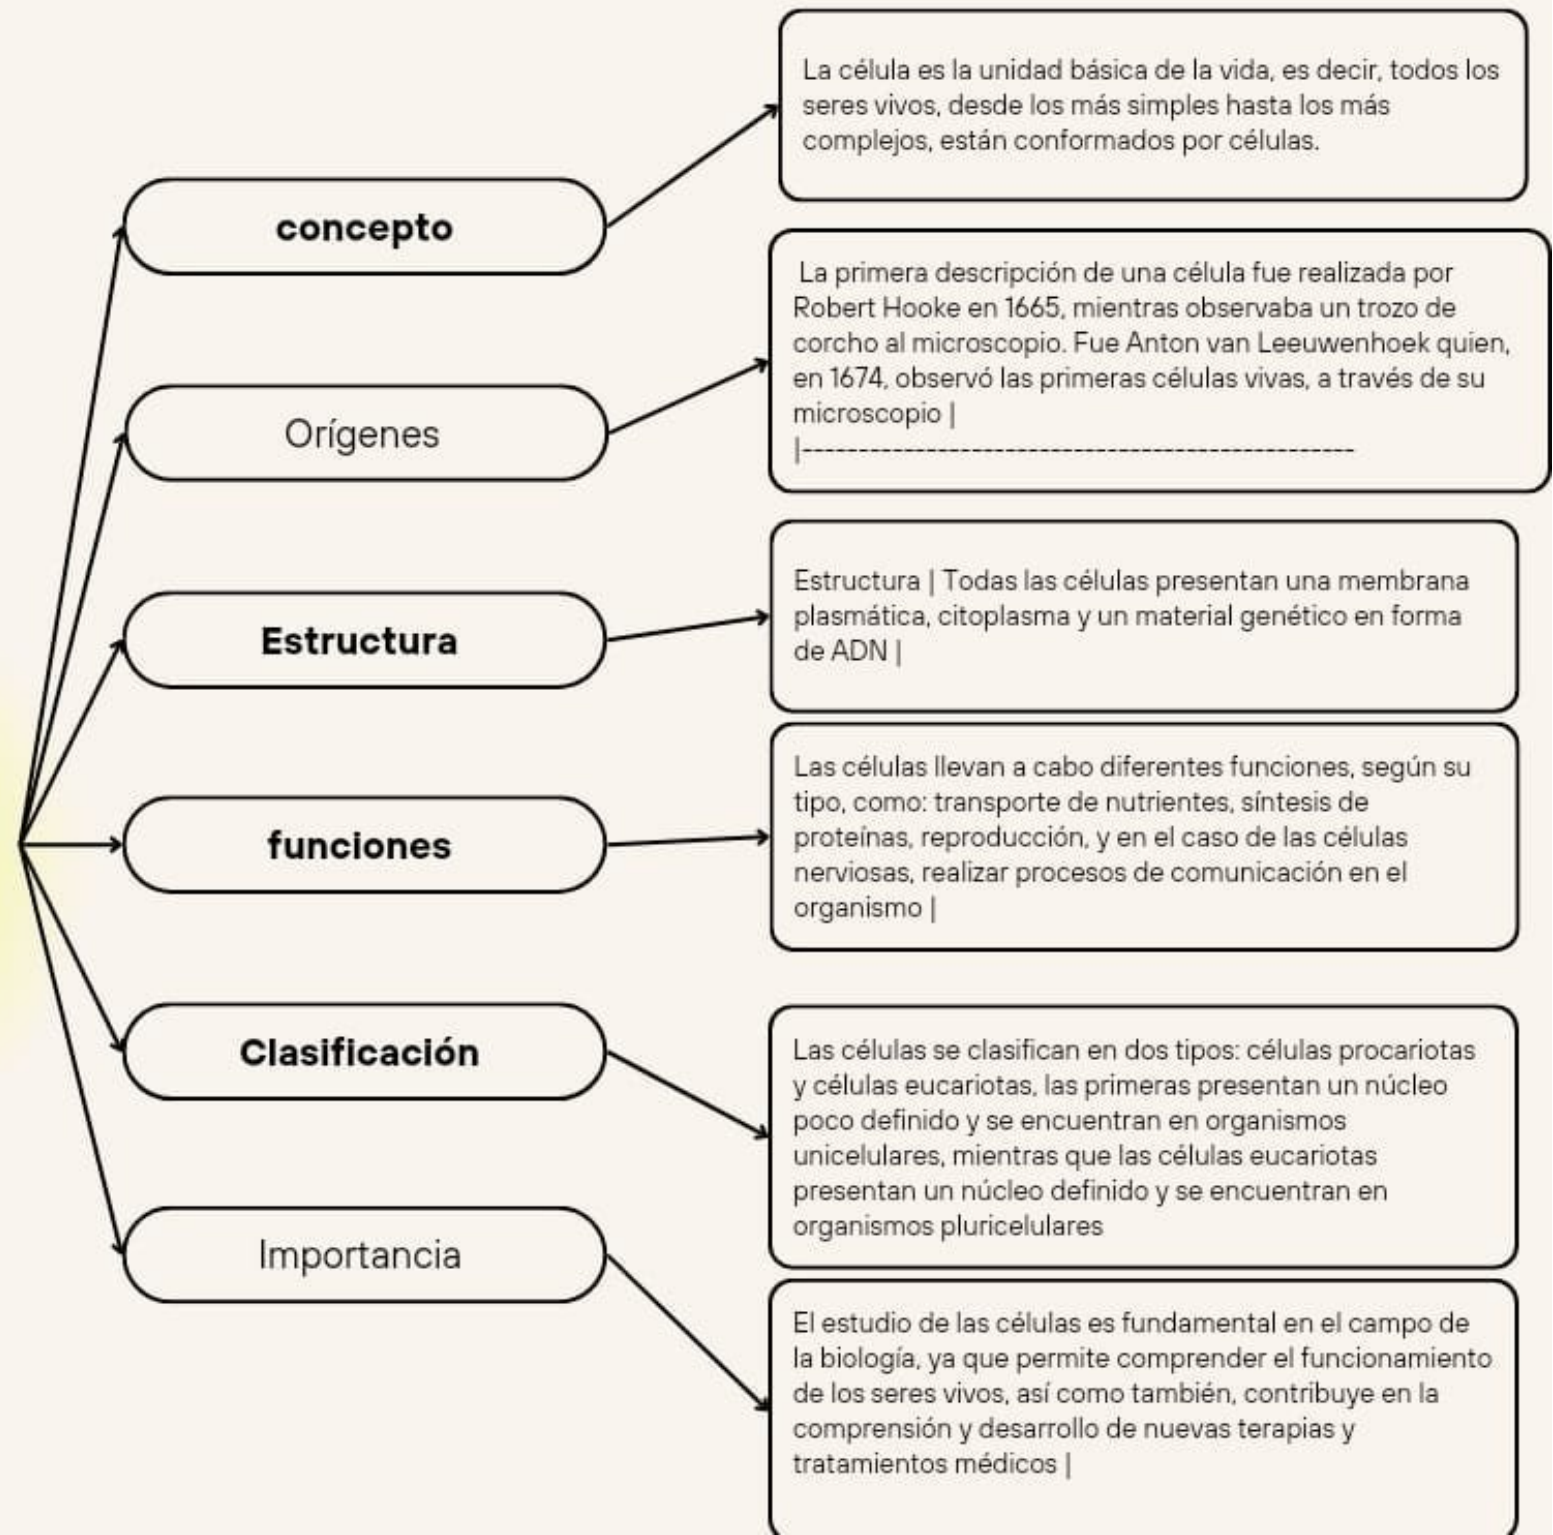 concepto
La célula es la unidad básica de la vida, es decir, todos los
seres vivos, desde los más simples hasta los más
complejos, están conformados por células.
Orígenes
La primera descripción de una célula fue realizada por
Robert Hooke en 1665, mientras observaba un trozo de
corcho al microscopio. Fue Anton van Leeuwenhoek quien,
en 1674, observó las primeras células vivas, a través de su
microscopio |
|--------------------------------------------------
Estructura
Estructura | Todas las células presentan una membrana
plasmática, citoplasma y un material genético en forma
de ADN |
funciones
Las células llevan a cabo diferentes funciones, según su
tipo, como: transporte de nutrientes, síntesis de
proteínas, reproducción, y en el caso de las células
nerviosas, realizar procesos de comunicación en el
organismo |
Clasificación
Las células se clasifican en dos tipos: células procariotas
y células eucariotas, las primeras presentan un núcleo
poco definido y se encuentran en organismos
unicelulares, mientras que las células eucariotas
presentan un núcleo definido y se encuentran en
organismos pluricelulares
Importancia
El estudio de las células es fundamental en el campo de
la biología, ya que permite comprender el funcionamiento
de los seres vivos, así como también, contribuye en la
comprensión y desarrollo de nuevas terapias y
tratamientos médicos |